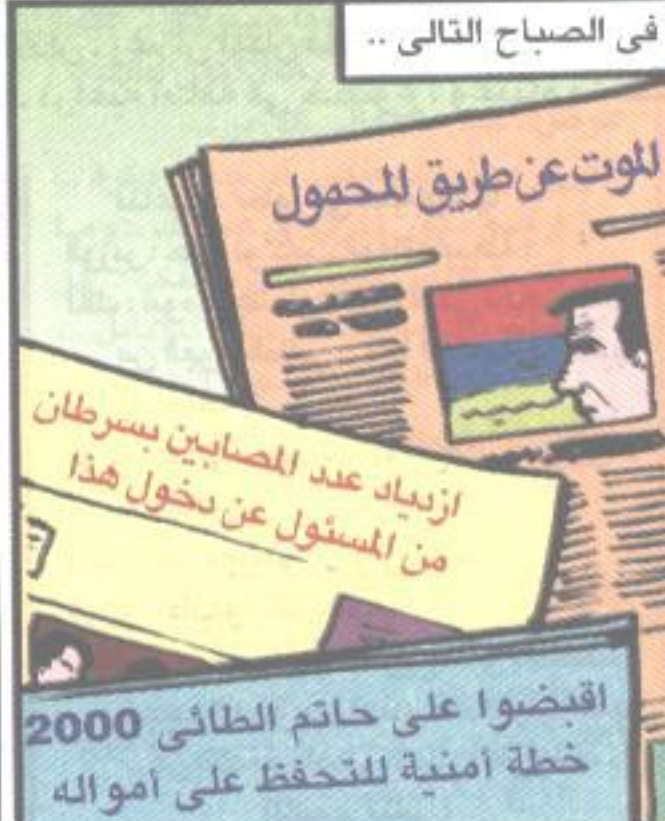 فى الصباح التالى ..
الموت عن طريق المحمول
ازدياد عدد المصابين بسرطان
من المسئول عن دخول هذا
اقبضوا على حاتم الطائى 2000
خطة أمنية للتحفظ على أمواله